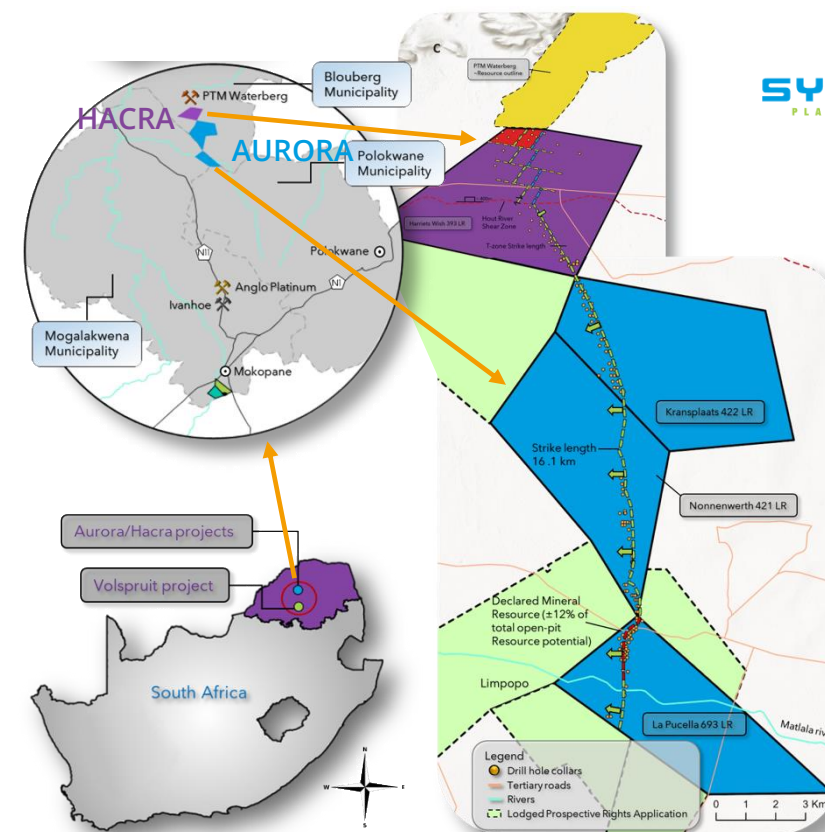 C
PTM Waterberg
~Resource outline
SY
PLA
Blouberg
Municipality
PTM Waterberg
HACRA
AURORA
Polokwane
Municipality
N11
Polokwane
N1
Anglo Platinum
Ivanhoe
Mogalakwena
Municipality
Mokopane
Harriets Wish 393 LR
Hout River
Shear Zone
T-zone Strike length
Kransplaats 422 LR
Strike length
16 .1 km
Nonnenwerth 421 LR
Aurora/Hacra projects
Volspruit project
South Africa
Declared Mineral
Resource (±12% of
total open-pit
Resource potential)
Limpopo
La Pucella 693 LR
Matlala riv
N
W
E
S
Legend
Drill hole collars
Tertiary roads
Rivers
Lodged Prospective Rights Application
0 1 2 3 Km